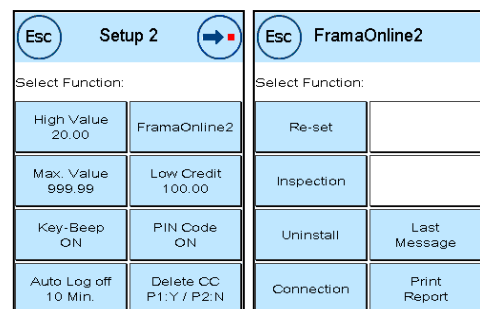 Esc
Setup 2
Select Function:
High Value
20.00
FramaOnline2
Max. Value
999.99
Low Credit
100.00
Key-Beep
ON
PIN Code
ON
Auto Log off
10 Min.
Delete CC
P1:Y / P2:N
Esc
FramaOnline2
Select Function:
Re-set
Inspection
Uninstall
Last
Message
Connection
Print
Report